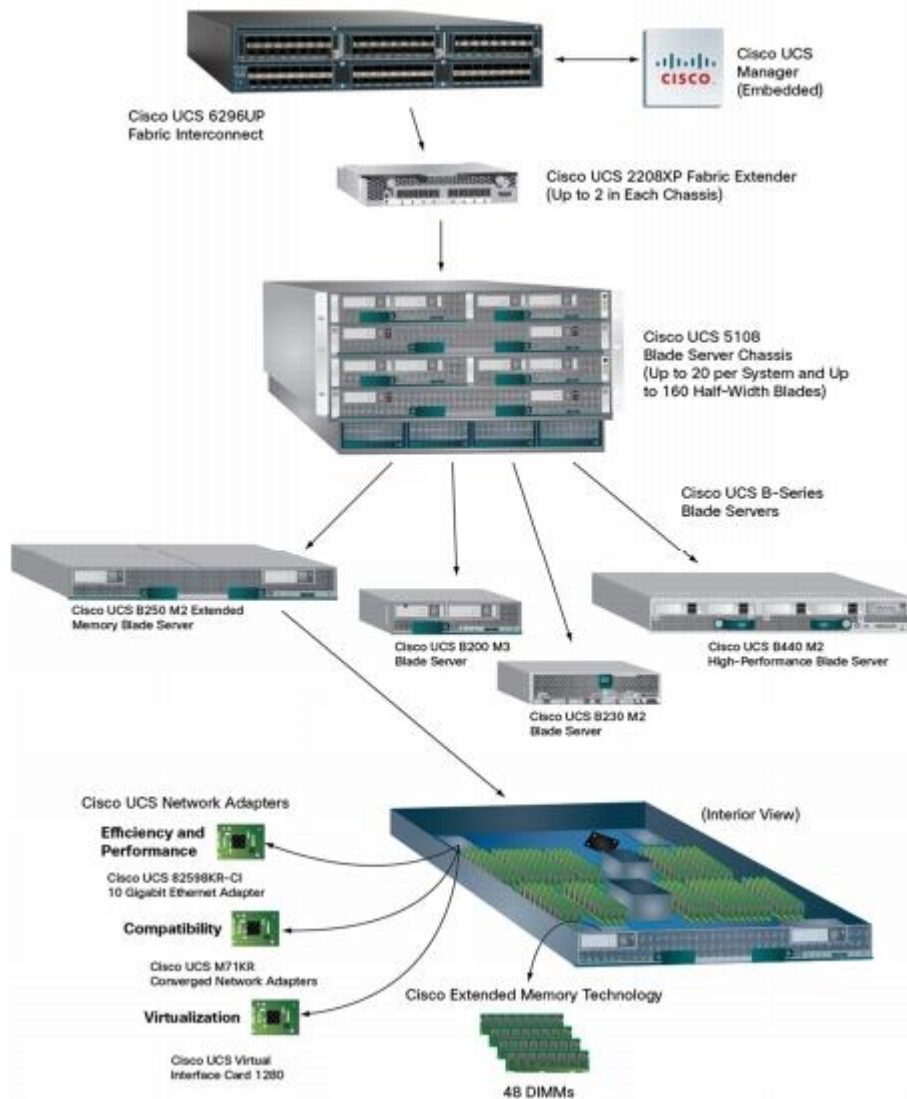 CISCO
Cisco UCS
Manager
(Embedded)
Cisco UCS 6296UP
Fabric Interconnect
Cisco UCS 2208XP Fabric Extender
(Up to 2 in Each Chassis)
Cisco UCS 5108
Blade Server Chassis
(Up to 20 per System and Up
to 160 Half-Width Blades)
Cisco UCS B-Series
Blade Servers
Cisco UCS B250 M2 Extended
Memory Blade Server
Cisco UCS B200 M3
Blade Server
Cisco UCS B440 M2
High-Performance Blade Server
Cisco UCS B230 M2
Blade Server
Cisco UCS Network Adapters
(Interior View)
Efficiency and
Performance
Cisco UCS 82598KR-CI
10 Gigabit Ethernet Adapter
Compatibility
Cisco UCS M71KR
Converged Network Adapters
Virtualization
Cisco UCS Virtual
Interface Card 1280
Cisco Extended Memory Technology
48 DIMMs